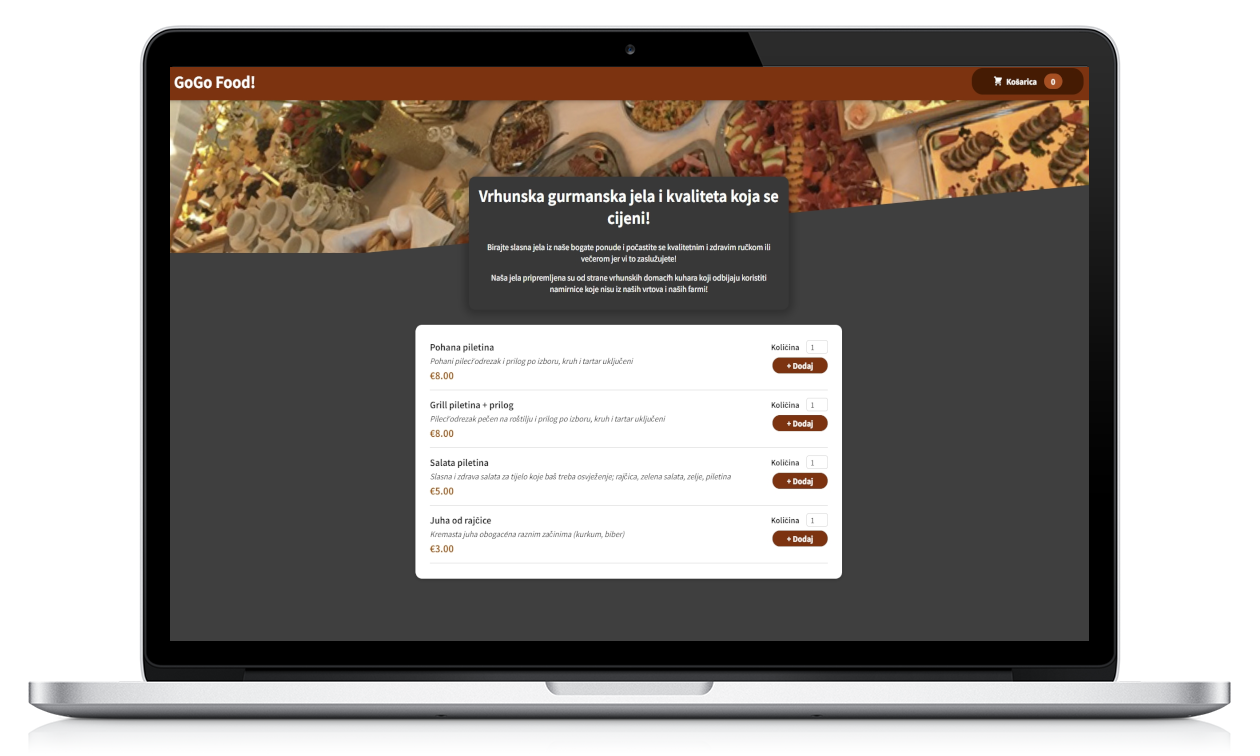 GoGo Food!
Košarica 0
Vrhunska gurmanska jela i kvaliteta koja se
cijeni!
Birajte slasna jela iz naše bogate ponude i počastite se kvalitetnim i zdravim ručkom ili
večerom jer vi to zaslužujete!
Naša jela pripremljena su od strane vrhunskih domaćih kuhara koji odbijaju koristiti
namirnice koje nisu iz naših vrtova i naših farmi!
Pohana piletina
Količina 1
Pohani pileći odrezak i prilog po izboru, kruh i tartar uključeni
+ Dodaj
€8.00
Grill piletina + prilog
Količina 1
Pileći odrezak pečen na roštilju i prilog po izboru, kruh i tartar uključeni
+ Dodaj
€8.00
Salata piletina
Količina 1
Slasna i zdrava salata za tijelo koje baš treba osvježenje; rajčica, zelena salata, zelje, piletina
+ Dodaj
€5.00
Juha od rajčice
Količina 1
Kremasta juha obogaćena raznim začinima (kurkum, biber)
+ Dodaj
€3.00